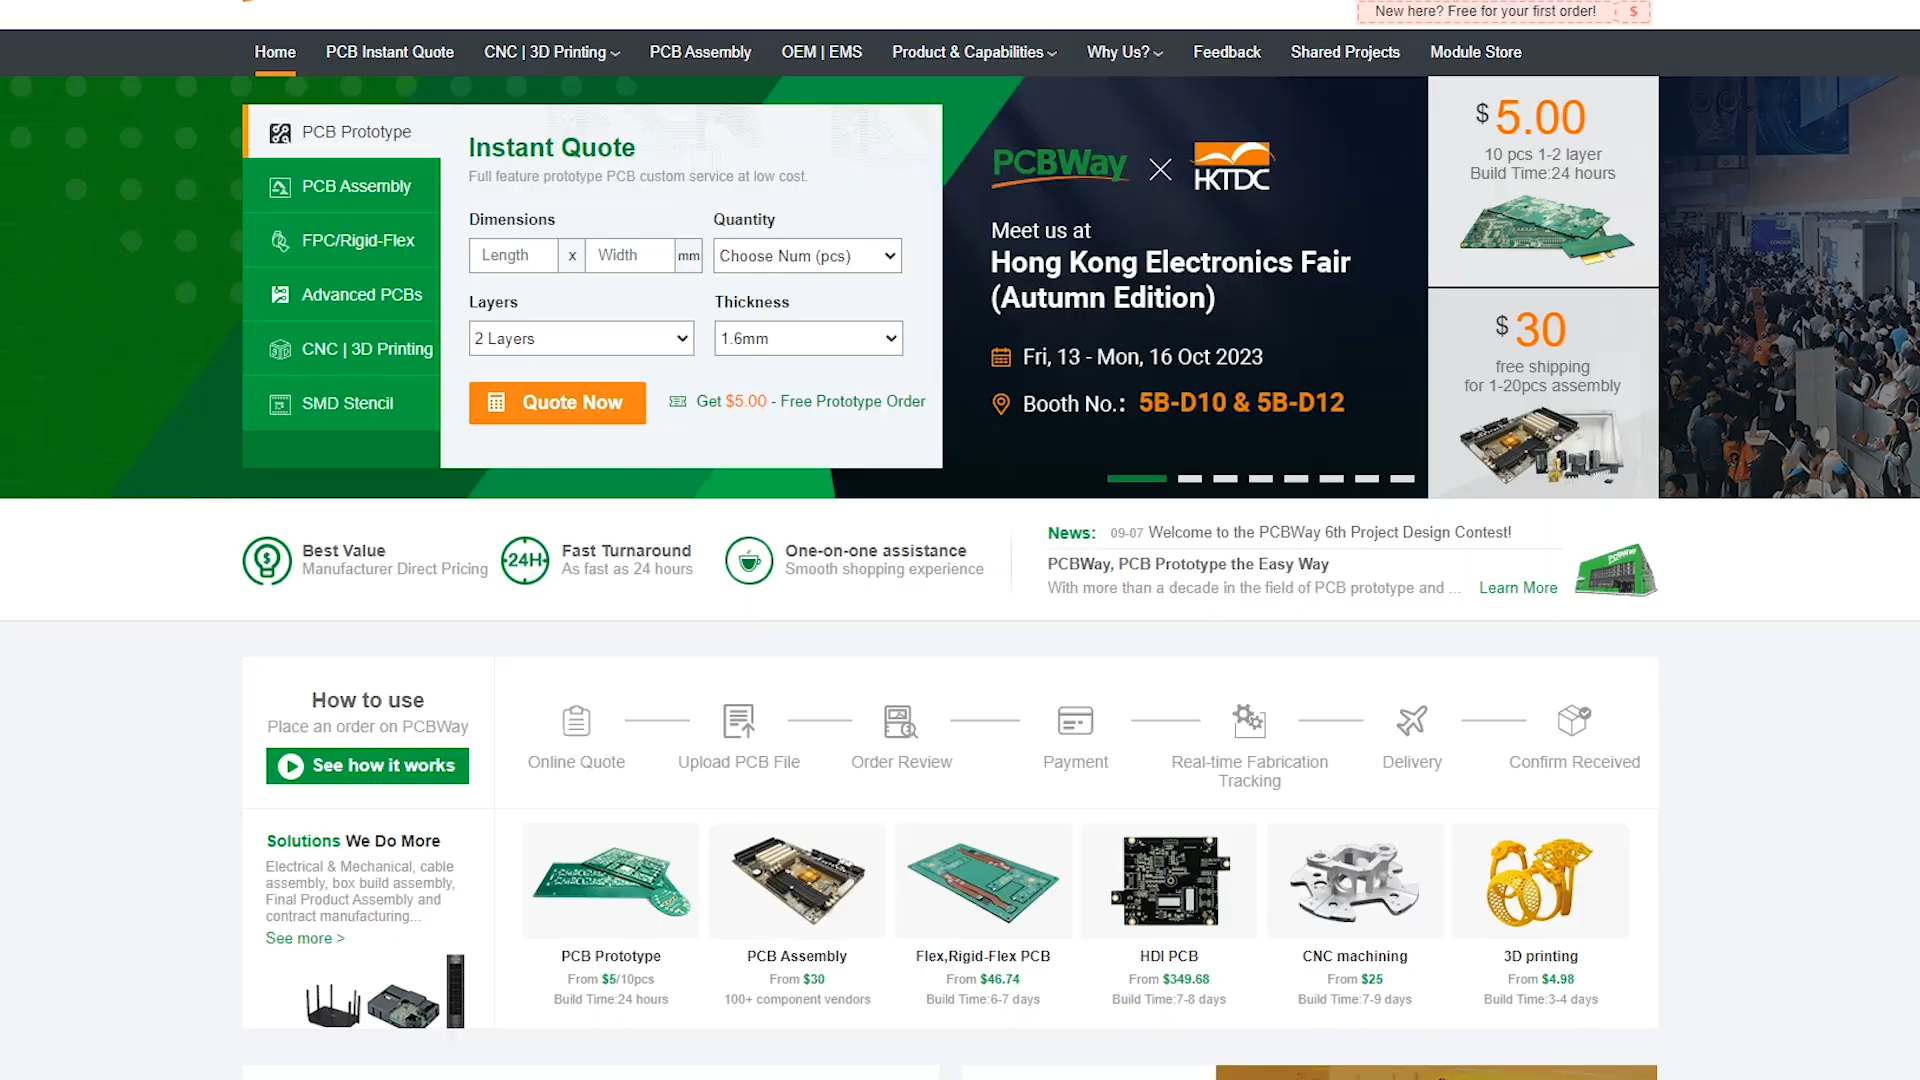 New here? Free for your first order!
$
Home
PCB Instant Quote
CNC | 3D Printing
PCB Assembly
OEM | EMS
Product & Capabilities
Why Us?
Feedback
Shared Projects
Module Store
PCB Prototype
PCB Assembly
FPC/Rigid-Flex
Advanced PCBs
CNC | 3D Printing
SMD Stencil
Instant Quote
Full feature prototype PCB custom service at low cost.
Dimensions
Quantity
Length x Width mm
Choose Num (pcs)
Layers
Thickness
2 Layers
1.6mm
Quote Now
Get $5.00 - Free Prototype Order
PCBWay
HKTDC
Meet us at
Hong Kong Electronics Fair
(Autumn Edition)
Fri, 13 - Mon, 16 Oct 2023
Booth No.: 5B-D10 & 5B-D12
$ 5.00
10 pcs 1-2 layer
Build Time:24 hours
$ 30
free shipping
for 1-20pcs assembly
Best Value
Manufacturer Direct Pricing
24H
Fast Turnaround
As fast as 24 hours
One-on-one assistance
Smooth shopping experience
News: 09-07 Welcome to the PCBWay 6th Project Design Contest!
PCBWay, PCB Prototype the Easy Way
With more than a decade in the field of PCB prototype and ... Learn More
PCBWay
How to use
Place an order on PCBWay
See how it works
Online Quote
Upload PCB File
Order Review
Payment
Real-time Fabrication
Tracking
Delivery
Confirm Received
Solutions We Do More
Electrical & Mechanical, cable
assembly, box build assembly,
Final Product Assembly and
contract manufacturing...
See more >
PCB Prototype
From $5/10pcs
Build Time:24 hours
PCB Assembly
From $30
100+ component vendors
Flex,Rigid-Flex PCB
From $46.74
Build Time:6-7 days
HDI PCB
From $349.68
Build Time:7-8 days
CNC machining
From $25
Build Time:7-9 days
3D printing
From $4.98
Build Time:3-4 days